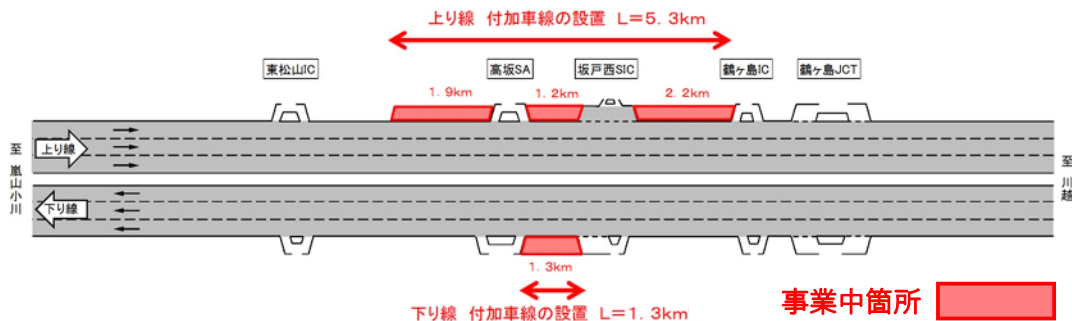 上り線 付加車線の設置 L=5.3km
東松山IC
高坂SA
坂戸西SIC
鶴ヶ島IC
鶴ヶ島JCT
1.9km
1.2km
2.2km
上り線
至 嵐山小川
至 川越
下り線
1.3km
下り線 付加車線の設置 L=1.3km
事業中箇所